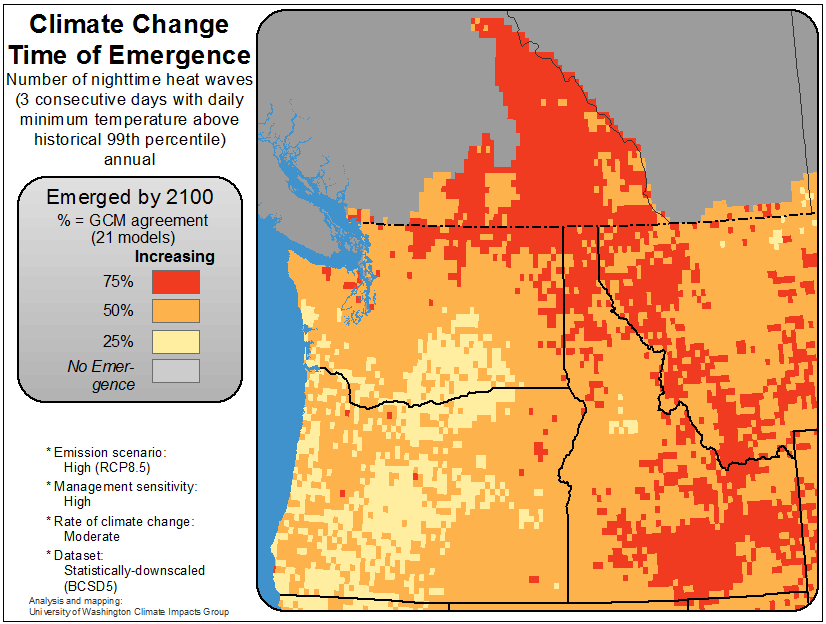 Climate Change
Time of Emergence
Number of nighttime heat waves
(3 consecutive days with daily
minimum temperature above
historical 99th percentile)
annual
Emerged by 2100
% = GCM agreement
(21 models)
Increasing
75%
50%
25%
No Emer-
gence
* Emission scenario:
High (RCP8.5)
* Management sensitivity:
High
* Rate of climate change:
Moderate
* Dataset:
Statistically-downscaled
(BCSD5)
Analysis and mapping:
University of Washington Climate Impacts Group